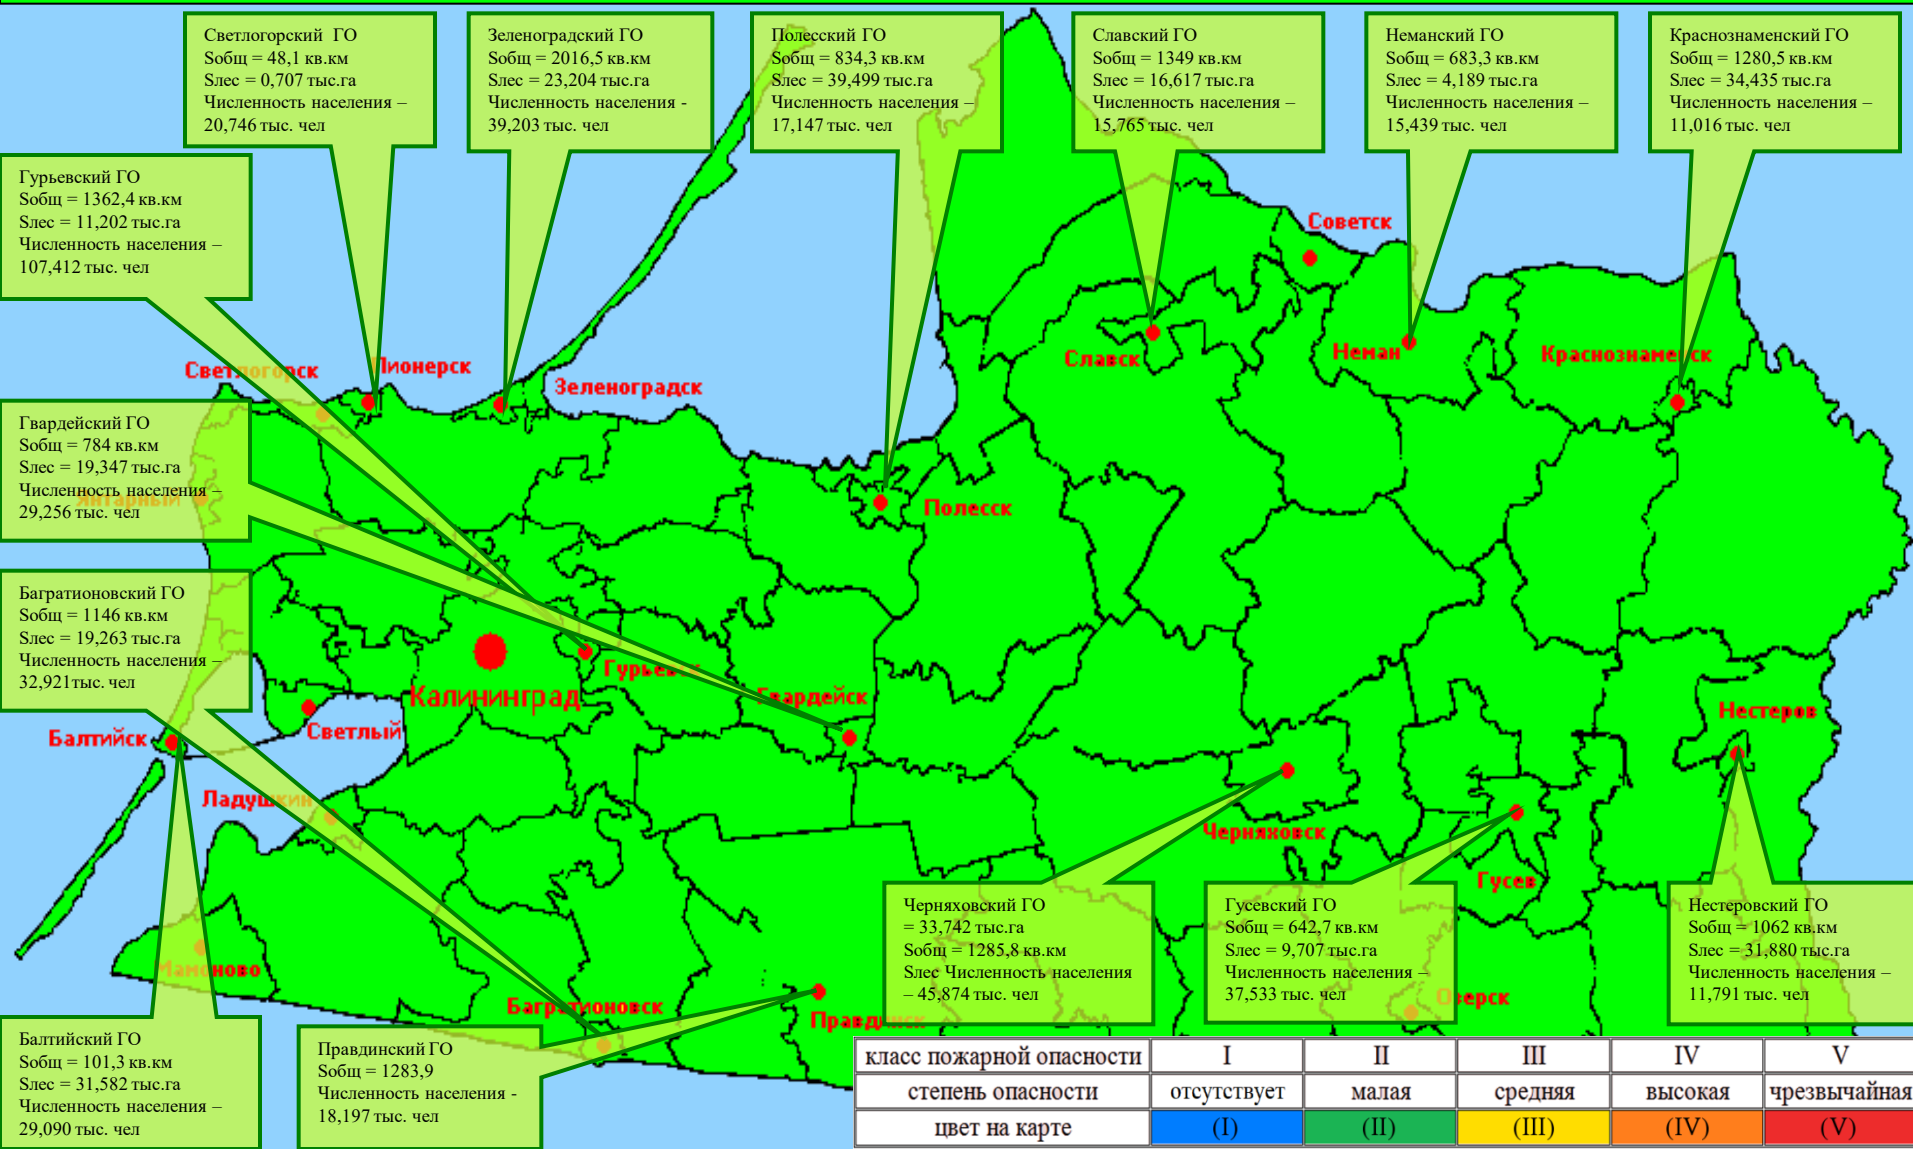 Светлогорский ГО
Sобщ = 48,1 кв.км
Sлес = 0,707 тыс.га
Численность населения –
20,746 тыс. чел
Зеленоградский ГО
Sобщ = 2016,5 кв.км
Sлес = 23,204 тыс.га
Численность населения -
39,203 тыс. чел
Полесский ГО
Sобщ = 834,3 кв.км
Sлес = 39,499 тыс.га
Численность населения –
17,147 тыс. чел
Славский ГО
Sобщ = 1349 кв.км
Sлес = 16,617 тыс.га
Численность населения –
15,765 тыс. чел
Неманский ГО
Sобщ = 683,3 кв.км
Sлес = 4,189 тыс.га
Численность населения –
15,439 тыс. чел
Краснознаменский ГО
Sобщ = 1280,5 кв.км
Sлес = 34,435 тыс.га
Численность населения –
11,016 тыс. чел
Гурьевский ГО
Sобщ = 1362,4 кв.км
Sлес = 11,202 тыс.га
Численность населения –
107,412 тыс. чел
Советск
Славск
Неман
Краснознаменск
Светлогорск
Пионерск
Зеленоградск
Гвардейский ГО
Sобщ = 784 кв.км
Sлес = 19,347 тыс.га
Численность населения –
29,256 тыс. чел
Янтарный
Полесск
Багратионовский ГО
Sобщ = 1146 кв.км
Sлес = 19,263 тыс.га
Численность населения –
32,921тыс. чел
Калининград
Гурьевск
Гвардейск
Нестеров
Балтийск
Светлый
Ладушкин
Черняховск
Гусев
Мамоново
Багратионовск
Правдинск
Озерск
Черняховский ГО
= 33,742 тыс.га
Sобщ = 1285,8 кв.км
Sлес Численность населения
– 45,874 тыс. чел
Гусевский ГО
Sобщ = 642,7 кв.км
Sлес = 9,707 тыс.га
Численность населения –
37,533 тыс. чел
Нестеровский ГО
Sобщ = 1062 кв.км
Sлес = 31,880 тыс.га
Численность населения –
11,791 тыс. чел
Балтийский ГО
Sобщ = 101,3 кв.км
Sлес = 31,582 тыс.га
Численность населения –
29,090 тыс. чел
Правдинский ГО
Sобщ = 1283,9
Численность населения -
18,197 тыс. чел
класс пожарной опасности I II III IV V
степень опасности отсутствует малая средняя высокая чрезвычайная
цвет на карте (I) (II) (III) (IV) (V)